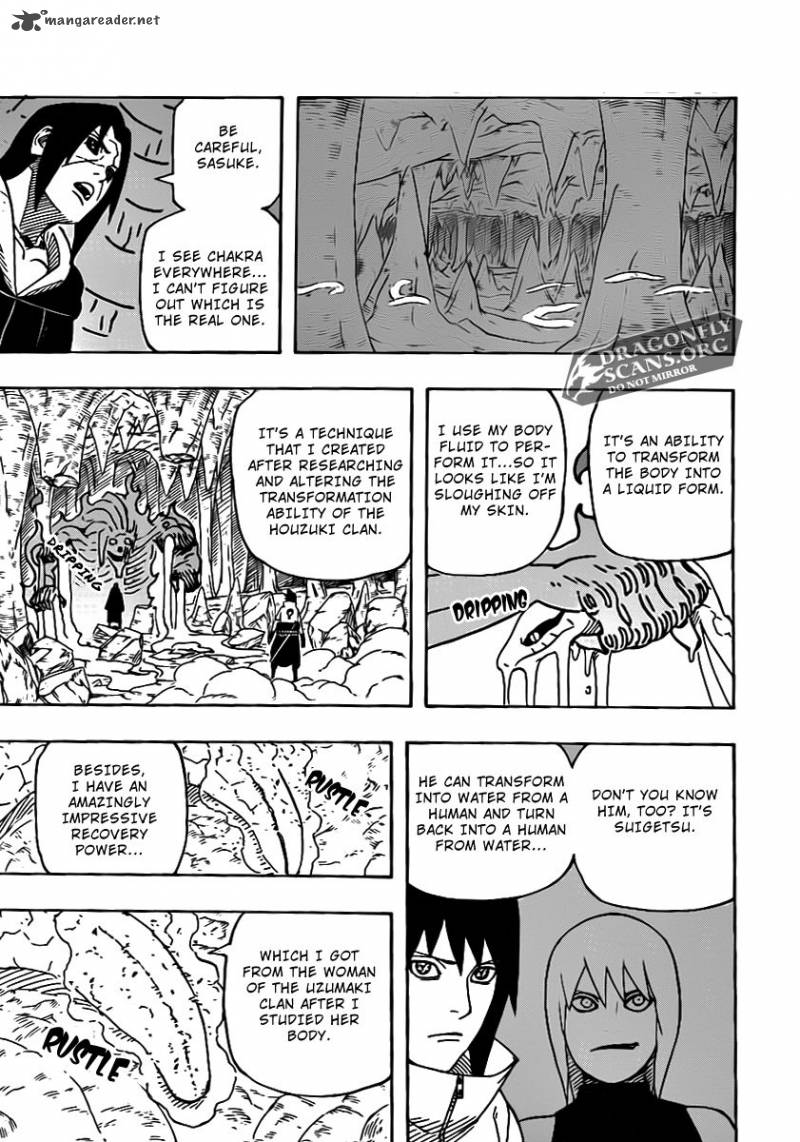 mangareader.net
DRAGONFLY
SCANS.ORG
DO NOT MIRROR
BE
CAREFUL,
SASUKE.
I SEE CHAKRA
EVERYWHERE...
I CAN'T FIGURE
OUT WHICH IS
THE REAL ONE.
IT'S AN ABILITY
TO TRANSFORM
THE BODY INTO
A LIQUID FORM.
I USE MY BODY
FLUID TO PER-
FORM IT...SO IT
LOOKS LIKE I'M
SLOUGHING OFF
MY SKIN.
DRIPPING
IT'S A TECHNIQUE
THAT I CREATED
AFTER RESEARCHING
AND ALTERING THE
TRANSFORMATION
ABILITY OF THE
HOUZUKI CLAN.
DRIPPING
DON'T YOU KNOW
HIM, TOO? IT'S
SUIGETSU.
HE CAN TRANSFORM
INTO WATER FROM A
HUMAN AND TURN
BACK INTO A HUMAN
FROM WATER...
BESIDES,
I HAVE AN
AMAZINGLY
IMPRESSIVE
RECOVERY
POWER...
RUSTLE
WHICH I GOT
FROM THE WOMAN
OF THE UZUMAKI
CLAN AFTER I
STUDIED HER
BODY.
RUSTLE